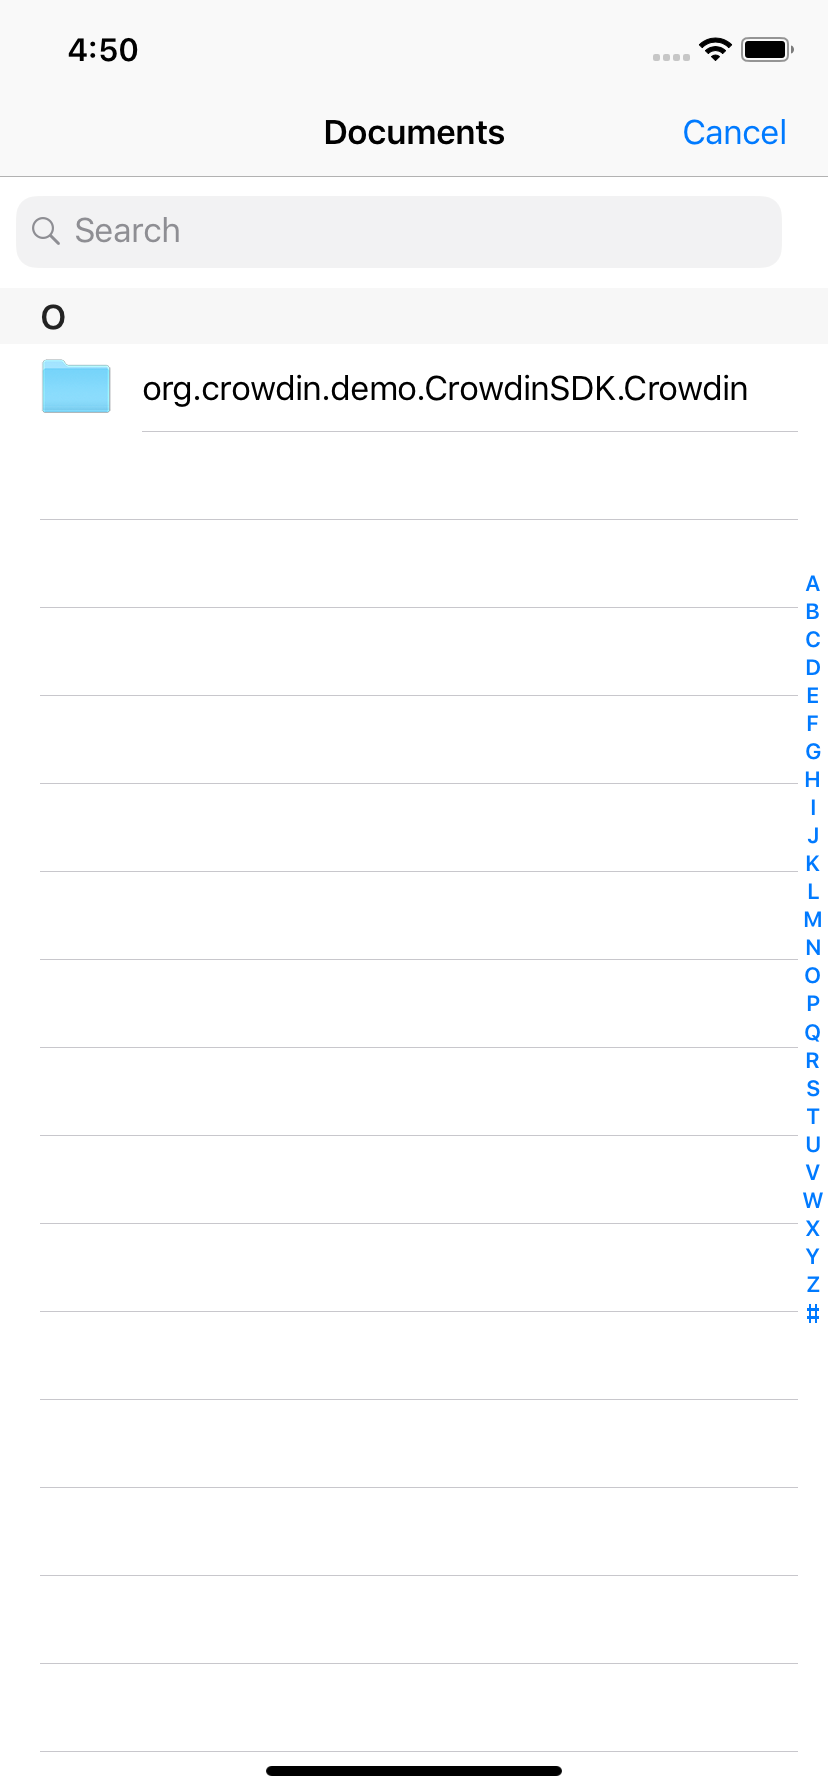 4:50
Documents
Cancel
Search
O
org.crowdin.demo.CrowdinSDK.Crowdin
A
B
C
D
E
F
G
H
I
J
K
L
M
N
O
P
Q
R
S
T
U
V
W
X
Y
Z
#